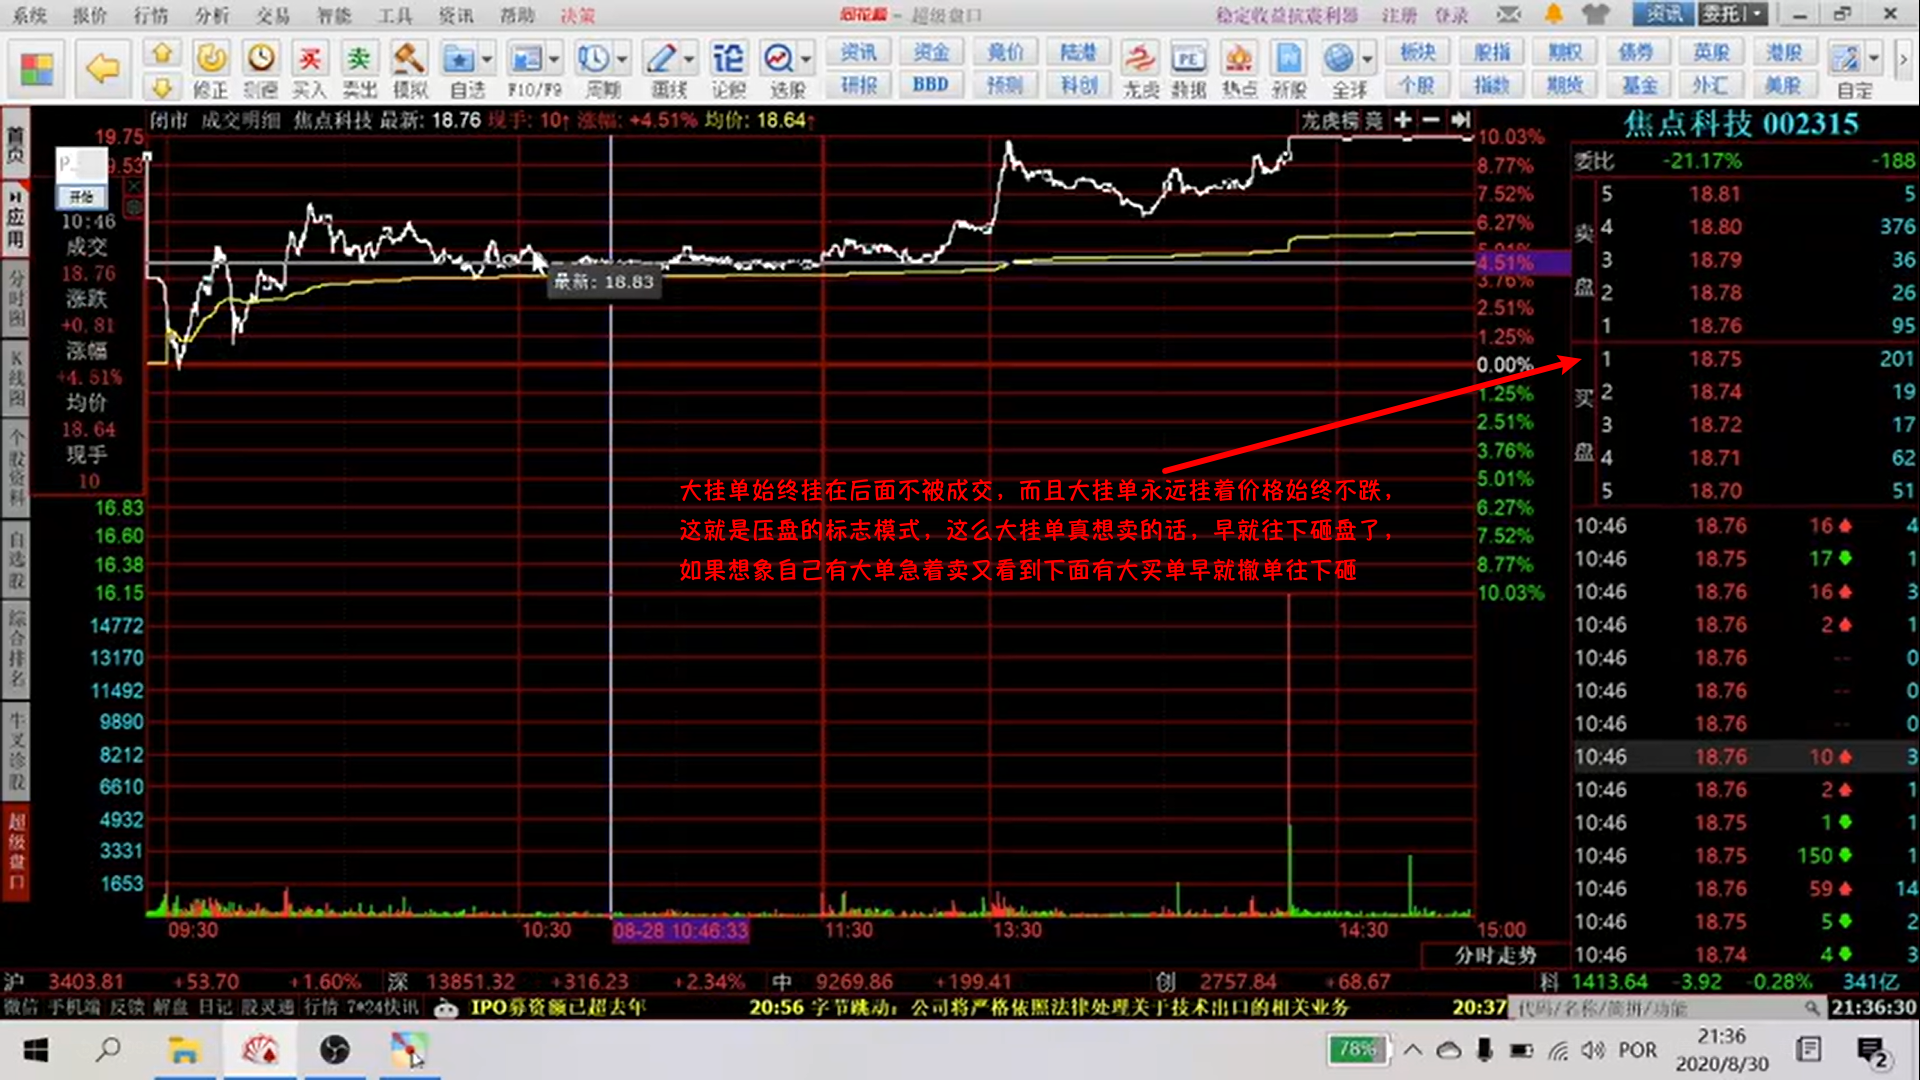 系统 报价 行情 分析 交易 智能 工具 资讯 帮助 决策
同花顺 - 超级盘口
稳定收益抗震利器 注册 登录
资讯 委托
修正 测速 买入 卖出 模拟 自选 F10/F9 周期 画线 论股 选股
买 卖 论
资讯 资金 竞价 陆港
研报 BBD 预测 科创
龙虎 数据 热点 新股 全球
PE
板块 股指 期权 债券 英股 港股
个股 指数 期货 基金 外汇 美股
自定
首页
应用
分时图
K线图
个股资料
自选股
综合排名
牛叉诊股
超级盘口
闭市 成交明细 焦点科技 最新: 18.76 现手: 10↑ 涨幅: +4.51% 均价: 18.64↑
龙虎榜 竞
19.75
9.53
开始
10:46
成交
18.76
涨跌
+0.81
涨幅
+4.51%
均价
18.64
现手
10
16.83
16.60
16.38
16.15
14772
13170
11492
9890
8212
6610
4932
3331
1653
最新: 18.83
10.03%
8.77%
7.52%
6.27%
4.51%
3.76%
2.51%
1.25%
0.00%
1.25%
2.51%
3.76%
5.01%
6.27%
7.52%
8.77%
10.03%
大挂单始终挂在后面不被成交，而且大挂单永远挂着价格始终不跌，
这就是压盘的标志模式，这么大挂单真想卖的话，早就往下砸盘了，
如果想象自己有大单急着卖又看到下面有大买单早就撤单往下砸
09:30 10:30 08-28 10:46:33 11:30 13:30 14:30 15:00
分时走势
焦点科技 002315
委比 -21.17% -188
卖盘
5 18.81 5
4 18.80 376
3 18.79 36
2 18.78 26
1 18.76 95
买盘
1 18.75 201
2 18.74 19
3 18.72 17
4 18.71 62
5 18.70 51
10:46 18.76 16 4
10:46 18.76 17 1
10:46 18.76 16 3
10:46 18.76 2 1
10:46 18.76 -- 0
10:46 18.76 -- 0
10:46 18.76 -- 0
10:46 18.76 10 3
10:46 18.76 2 1
10:46 18.75 1 1
10:46 18.75 150 1
10:46 18.76 59 14
10:46 18.75 5 2
10:46 18.74 4 3
沪 3403.81 +53.70 +1.60% 深 13851.32 +316.23 +2.34% 中 9269.86 +199.41 创 2757.84 +68.67 科 1413.64 -3.92 -0.28% 341亿
微信 手机端 反馈 解盘 日记 股灵通 行情 7*24快讯 IPO募资额已超去年 20:56 字节跳动：公司将严格依照法律处理关于技术出口的相关业务 20:37 代码/名称/简拼/功能 21:36:30
78% POR 21:36
2020/8/30
2